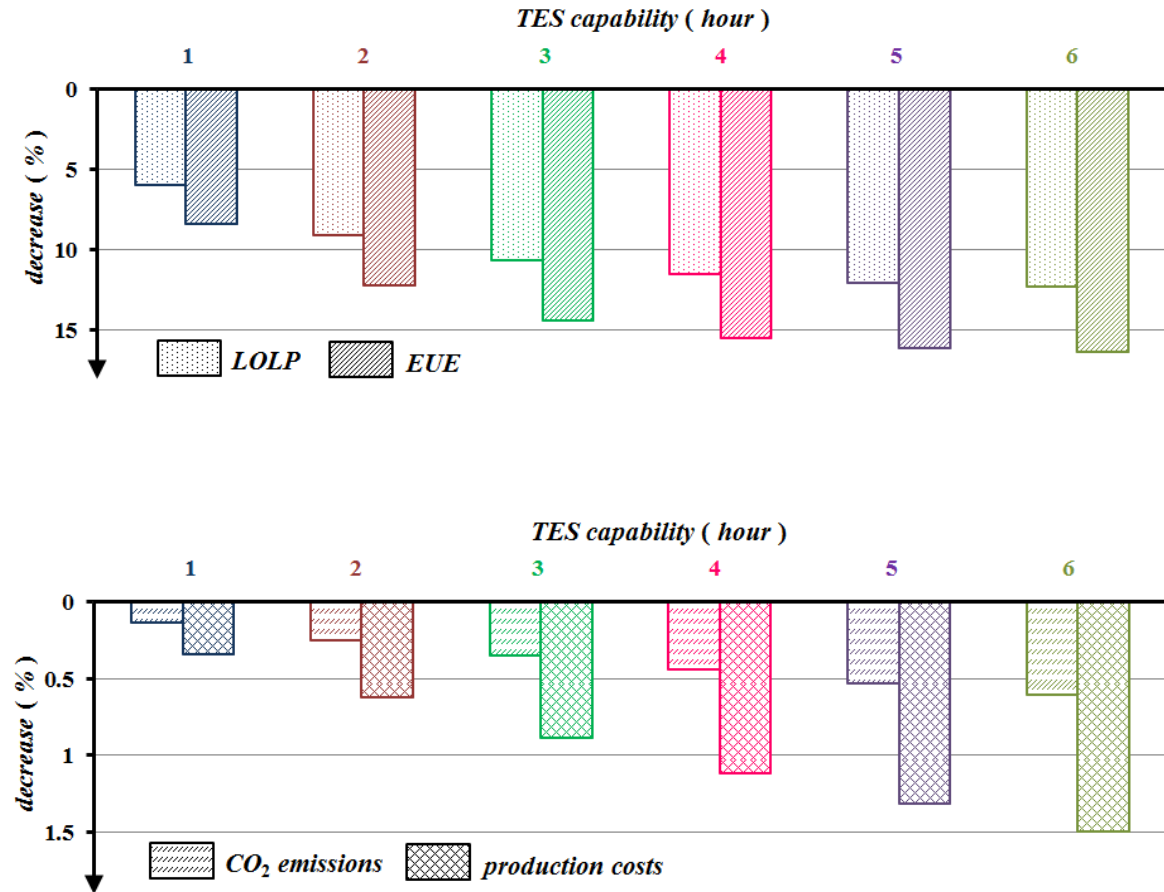 TES capability ( hour )
1 2 3 4 5 6
0
5
10
15
decrease ( % )
LOLP EUE
TES capability ( hour )
1 2 3 4 5 6
0
0.5
1
1.5
decrease ( % )
CO₂ emissions production costs